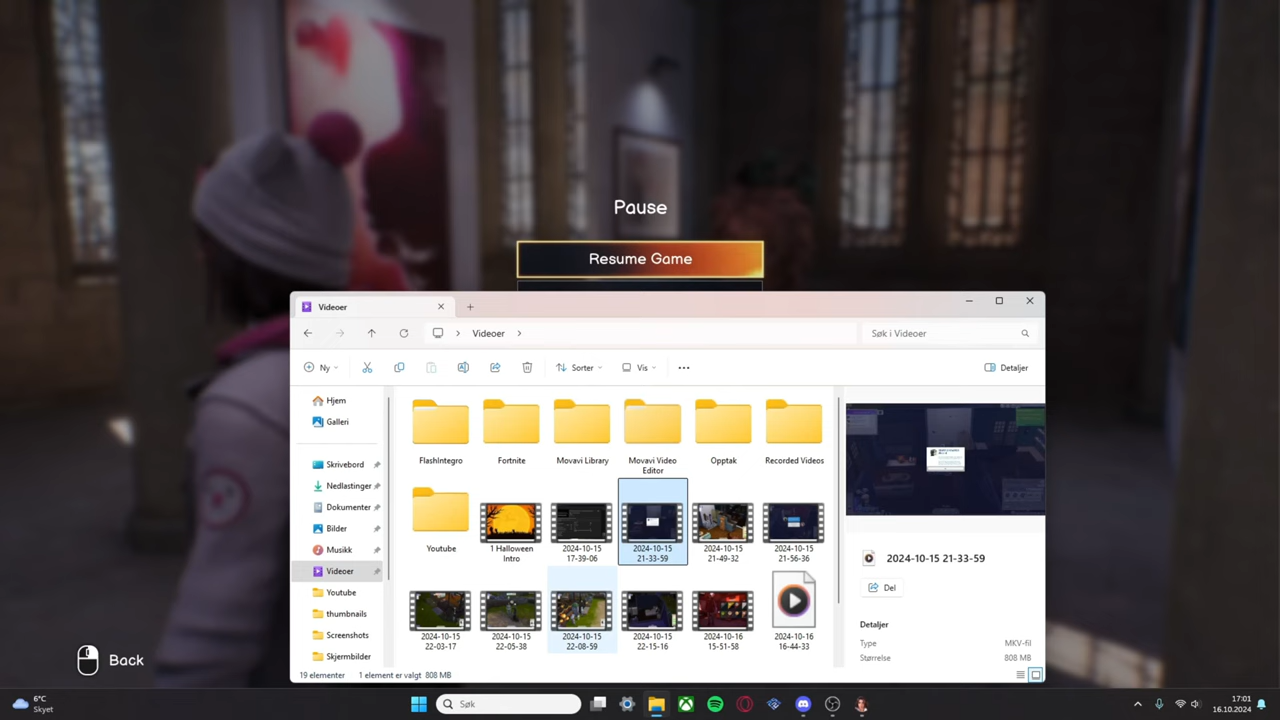 Pause
Resume Game
Videoer
Videoer
Søk i Videoer
Ny
Sorter
Vis
Detaljer
Hjem
Galleri
Skrivebord
Nedlastinger
Dokumenter
Bilder
Musikk
Videoer
Youtube
thumbnails
Screenshots
Skjermbilder
FlashIntegro
Fortnite
Movavi Library
Movavi Video
Editor
Opptak
Recorded Videos
Youtube
1 Halloween
Intro
2024-10-15
17-39-06
2024-10-15
21-33-59
2024-10-15
21-49-32
2024-10-15
21-56-36
2024-10-15
22-03-17
2024-10-15
22-05-38
2024-10-15
22-08-59
2024-10-15
22-15-16
2024-10-16
15-51-58
2024-10-16
16-44-33
2024-10-15 21-33-59
Del
Detaljer
Type MKV-fil
Størrelse 808 MB
19 elementer 1 element er valgt 808 MB
Back
6°C
Skyet
Søk
17:01
16.10.2024